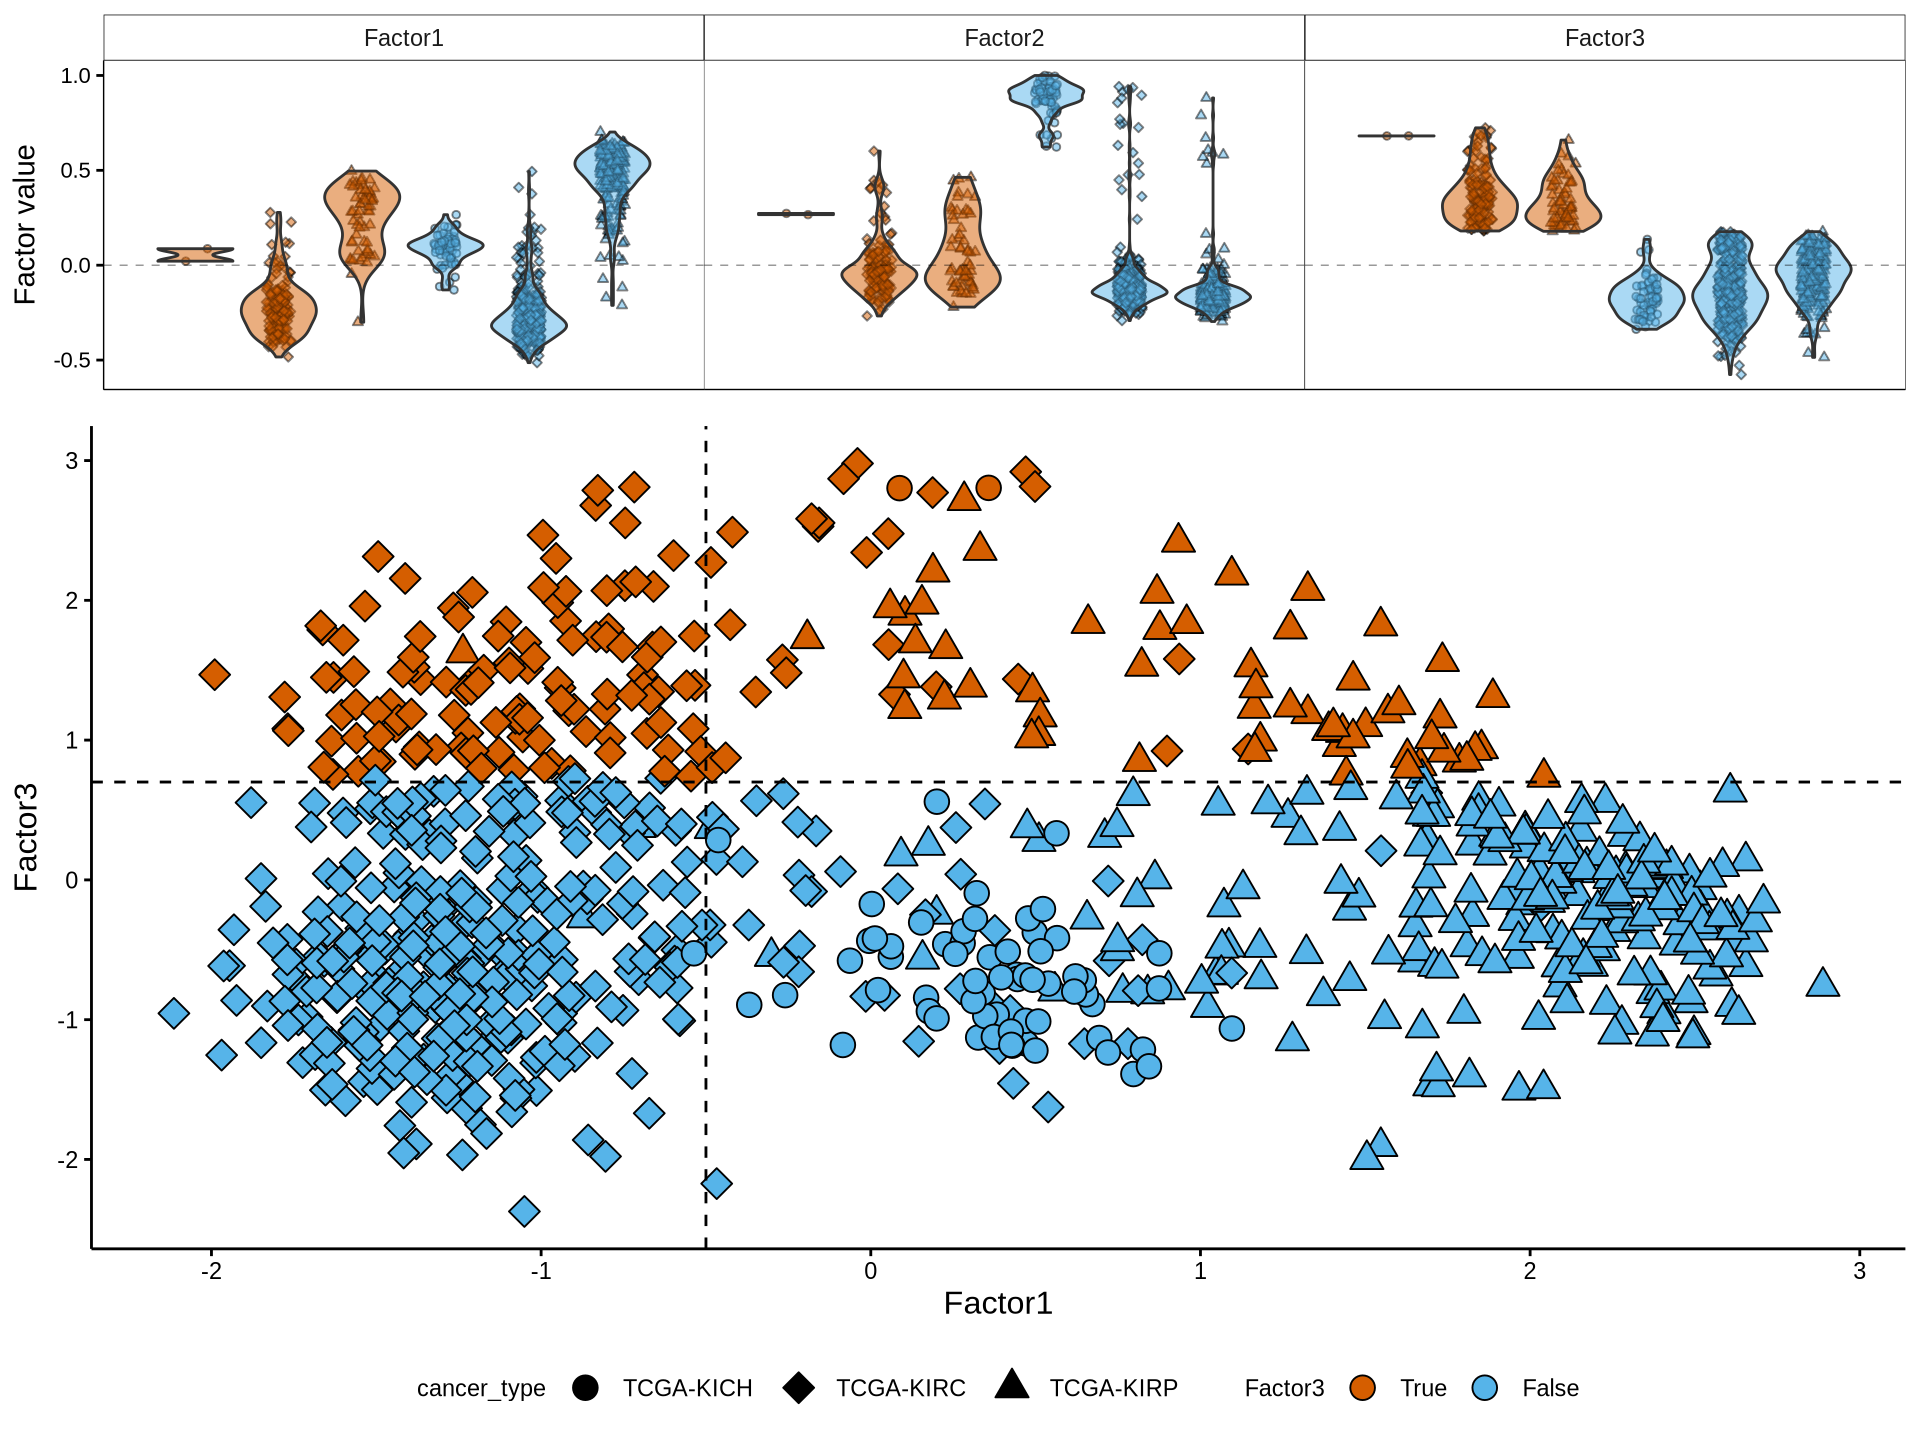 Factor1 Factor2 Factor3
Factor value
1.0
0.5
0.0
-0.5
Factor3
3
2
1
0
-1
-2
-2 -1 0 1 2 3
Factor1
cancer_type TCGA-KICH TCGA-KIRC TCGA-KIRP Factor3 True False